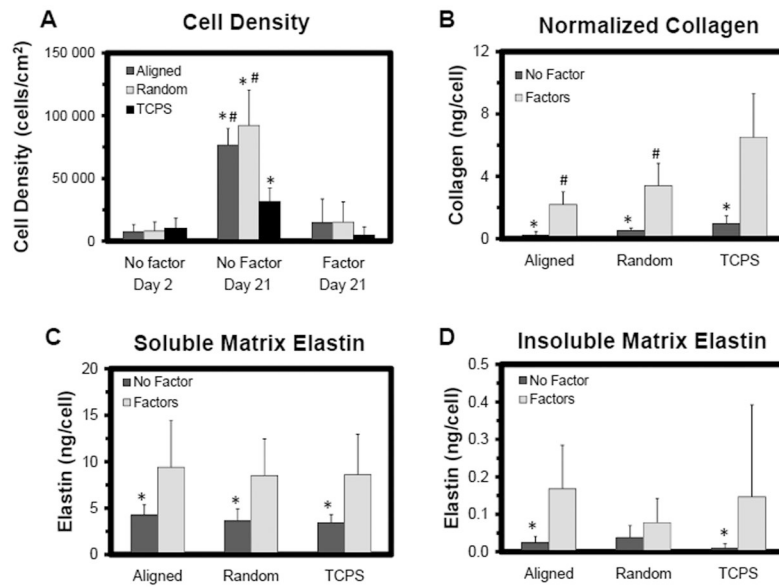 A
Cell Density
Cell Density (cells/cm²)
150 000
100 000
50 000
0
Aligned
Random
TCPS
*#
* #
*
No factor
Day 2
No Factor
Day 21
Factor
Day 21
B
Normalized Collagen
Collagen (ng/cell)
12
8
4
0
No Factor
Factors
*
#
*
#
*
Aligned
Random
TCPS
C
Soluble Matrix Elastin
Elastin (ng/cell)
20
15
10
5
0
No Factor
Factors
*
*
*
Aligned
Random
TCPS
D
Insoluble Matrix Elastin
Elastin (ng/cell)
0.5
0.4
0.3
0.2
0.1
0.0
No Factor
Factors
*
*
Aligned
Random
TCPS